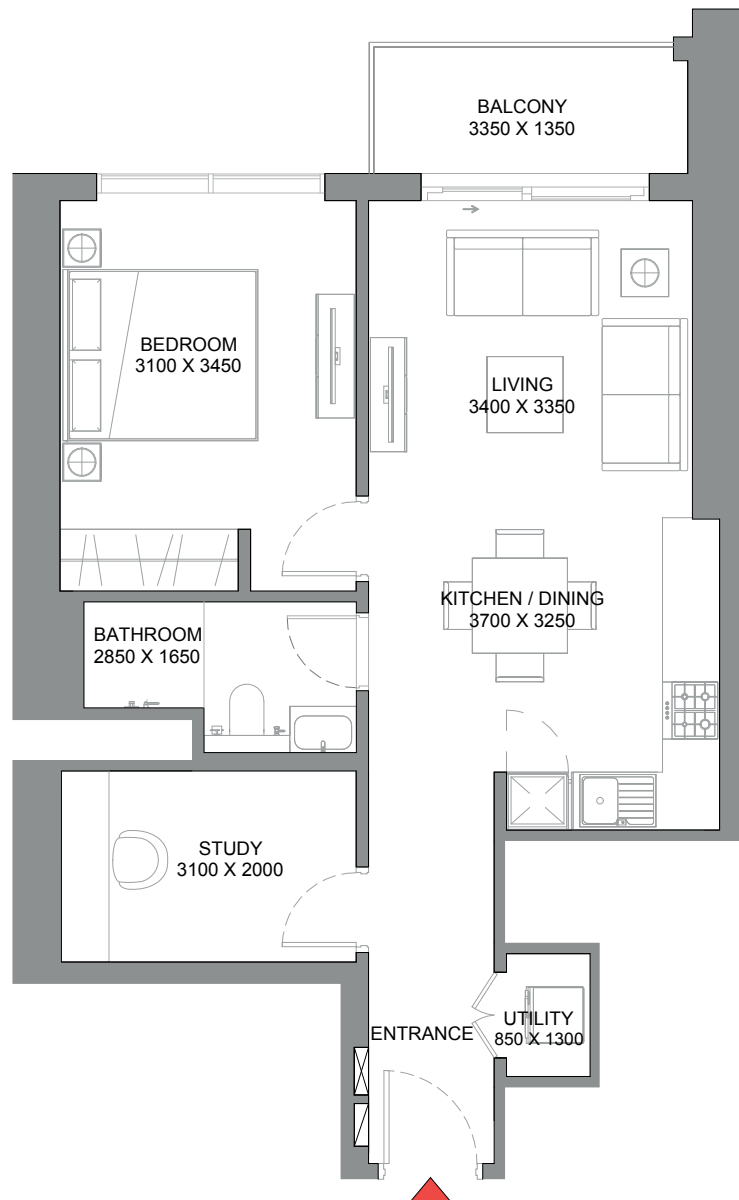 BALCONY
3350 X 1350
BEDROOM
3100 X 3450
LIVING
3400 X 3350
KITCHEN / DINING
3700 X 3250
BATHROOM
2850 X 1650
STUDY
3100 X 2000
ENTRANCE
UTILITY
850 X 1300